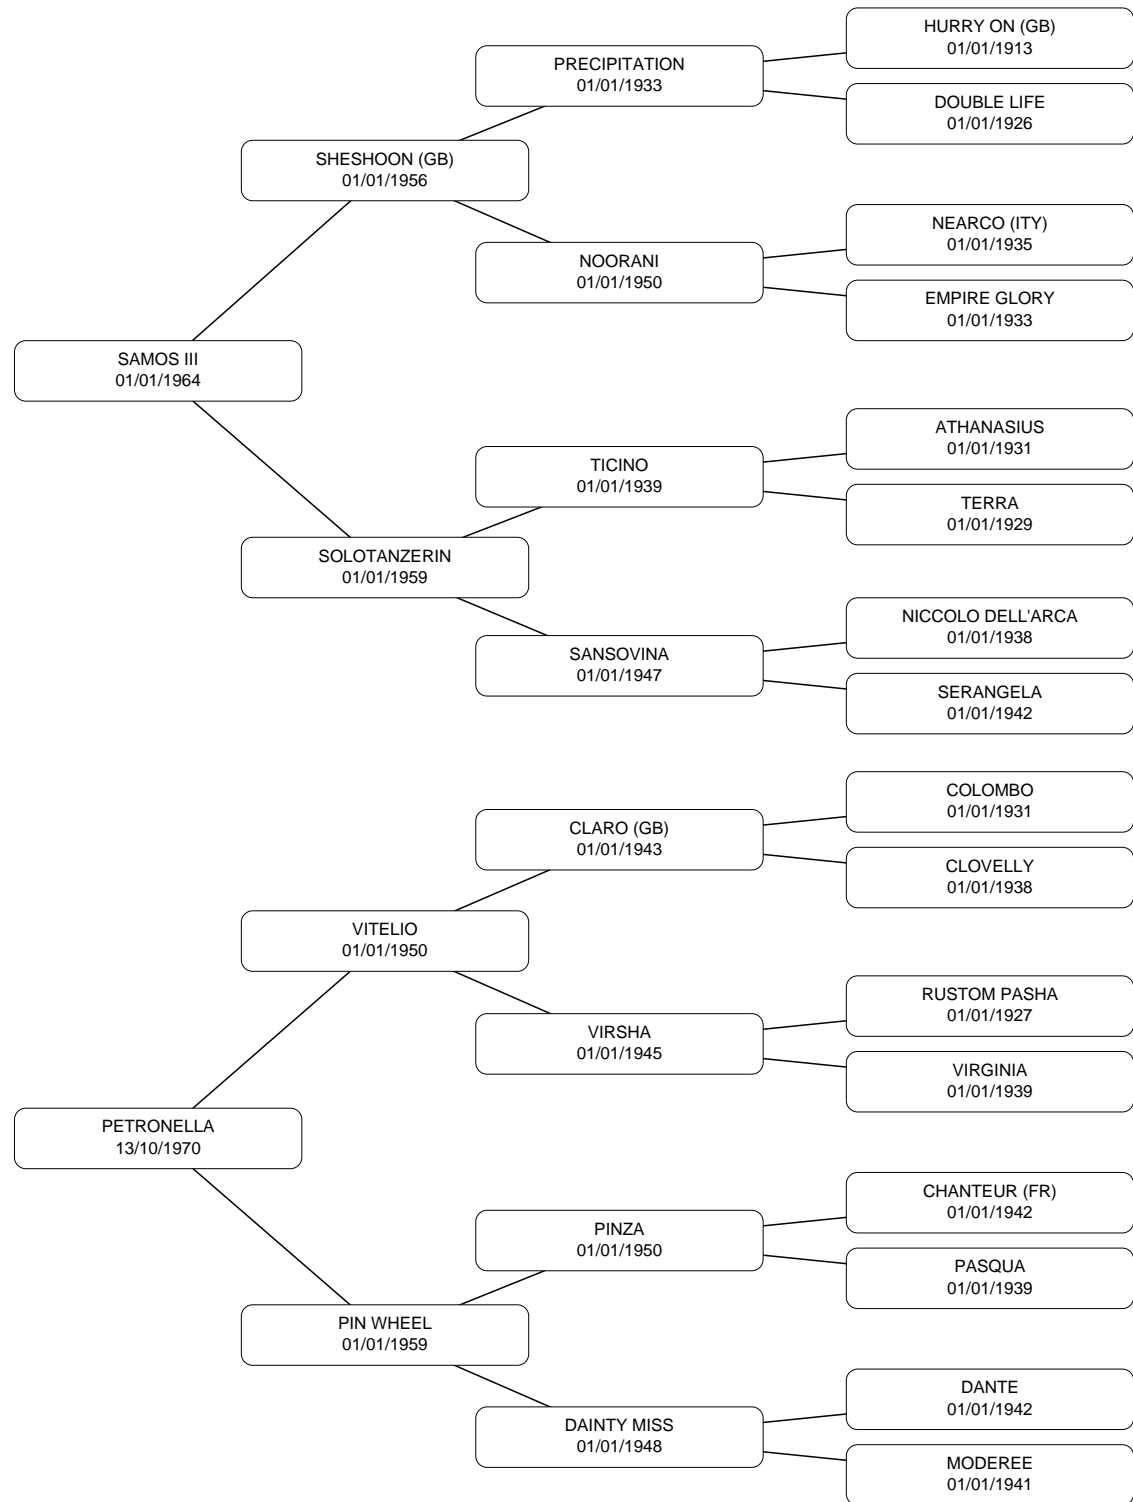 HURRY ON (GB)
01/01/1913
PRECIPITATION
01/01/1933
DOUBLE LIFE
01/01/1926
SHESHOON (GB)
01/01/1956
NEARCO (ITY)
01/01/1935
NOORANI
01/01/1950
EMPIRE GLORY
01/01/1933
SAMOS III
01/01/1964
ATHANASIUS
01/01/1931
TICINO
01/01/1939
TERRA
01/01/1929
SOLOTANZERIN
01/01/1959
NICCOLO DELL'ARCA
01/01/1938
SANSOVINA
01/01/1947
SERANGELA
01/01/1942
COLOMBO
01/01/1931
CLARO (GB)
01/01/1943
CLOVELLY
01/01/1938
VITELIO
01/01/1950
RUSTOM PASHA
01/01/1927
VIRSHA
01/01/1945
VIRGINIA
01/01/1939
PETRONELLA
13/10/1970
CHANTEUR (FR)
01/01/1942
PINZA
01/01/1950
PASQUA
01/01/1939
PIN WHEEL
01/01/1959
DANTE
01/01/1942
DAINTY MISS
01/01/1948
MODEREE
01/01/1941